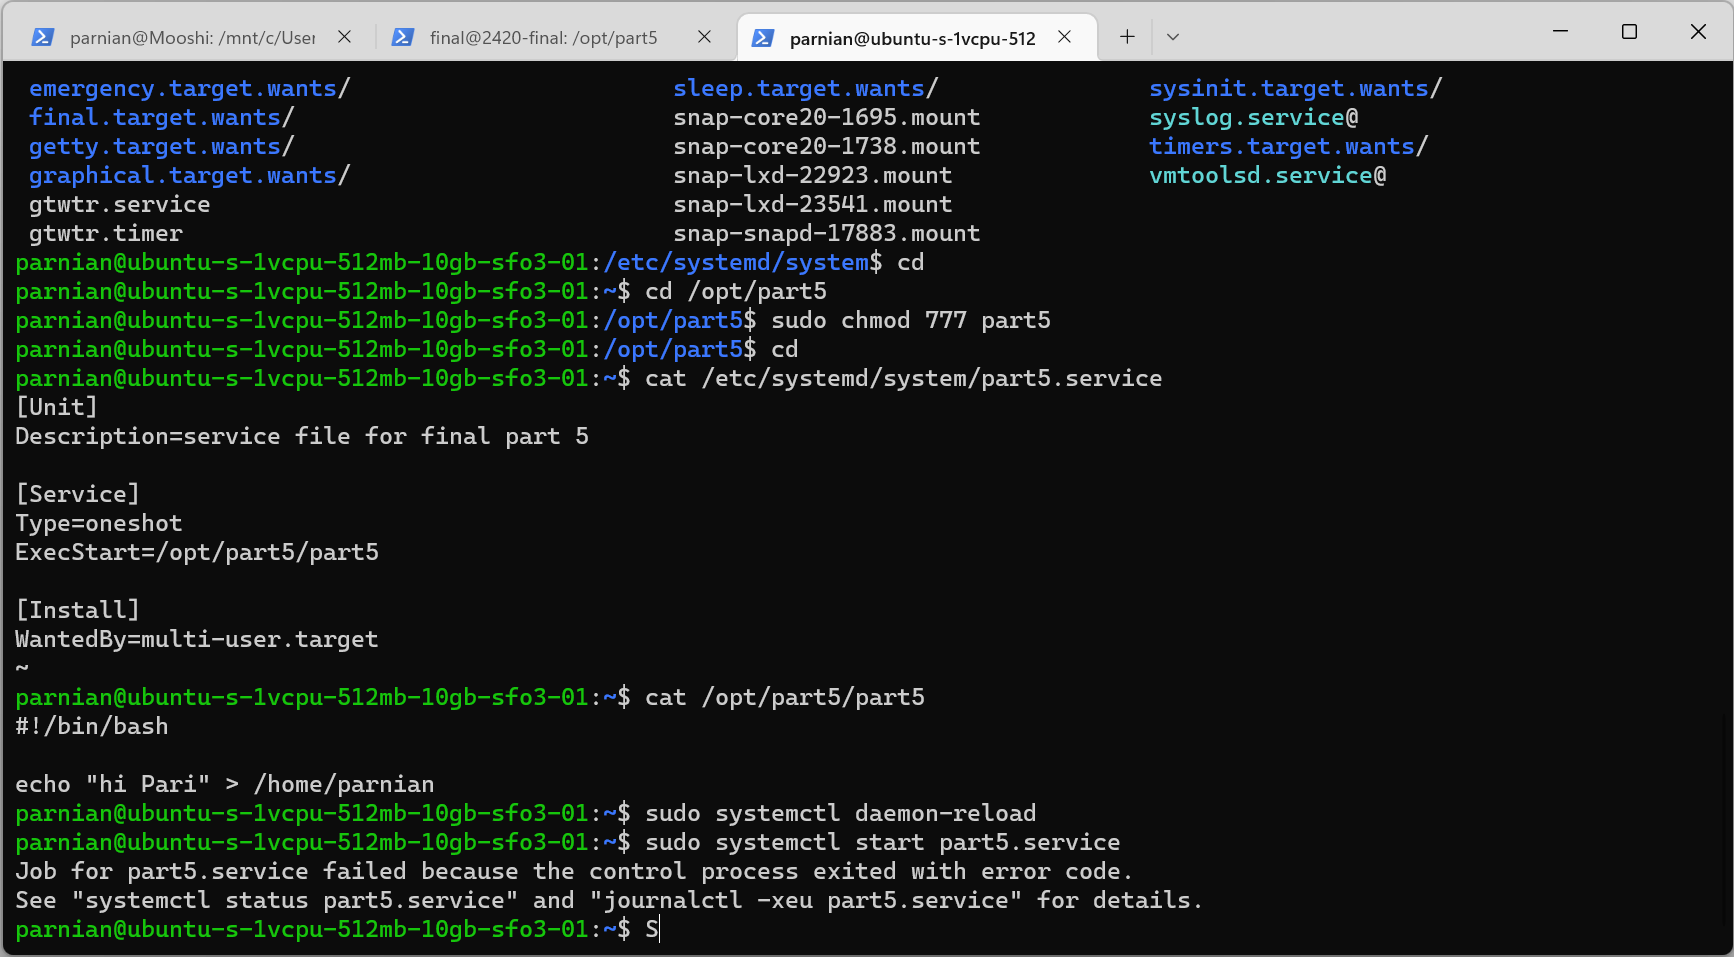 parnian@Mooshi: /mnt/c/User
final@2420-final: /opt/part5
parnian@ubuntu-s-1vcpu-512
emergency.target.wants/ sleep.target.wants/ sysinit.target.wants/
final.target.wants/ snap-core20-1695.mount syslog.service@
getty.target.wants/ snap-core20-1738.mount timers.target.wants/
graphical.target.wants/ snap-lxd-22923.mount vmtoolsd.service@
gtwtr.service snap-lxd-23541.mount
gtwtr.timer snap-snapd-17883.mount
parnian@ubuntu-s-1vcpu-512mb-10gb-sfo3-01:/etc/systemd/system$ cd
parnian@ubuntu-s-1vcpu-512mb-10gb-sfo3-01:~$ cd /opt/part5
parnian@ubuntu-s-1vcpu-512mb-10gb-sfo3-01:/opt/part5$ sudo chmod 777 part5
parnian@ubuntu-s-1vcpu-512mb-10gb-sfo3-01:/opt/part5$ cd
parnian@ubuntu-s-1vcpu-512mb-10gb-sfo3-01:~$ cat /etc/systemd/system/part5.service
[Unit]
Description=service file for final part 5
[Service]
Type=oneshot
ExecStart=/opt/part5/part5
[Install]
WantedBy=multi-user.target
~
parnian@ubuntu-s-1vcpu-512mb-10gb-sfo3-01:~$ cat /opt/part5/part5
#!/bin/bash
echo "hi Pari" > /home/parnian
parnian@ubuntu-s-1vcpu-512mb-10gb-sfo3-01:~$ sudo systemctl daemon-reload
parnian@ubuntu-s-1vcpu-512mb-10gb-sfo3-01:~$ sudo systemctl start part5.service
Job for part5.service failed because the control process exited with error code.
See "systemctl status part5.service" and "journalctl -xeu part5.service" for details.
parnian@ubuntu-s-1vcpu-512mb-10gb-sfo3-01:~$ S